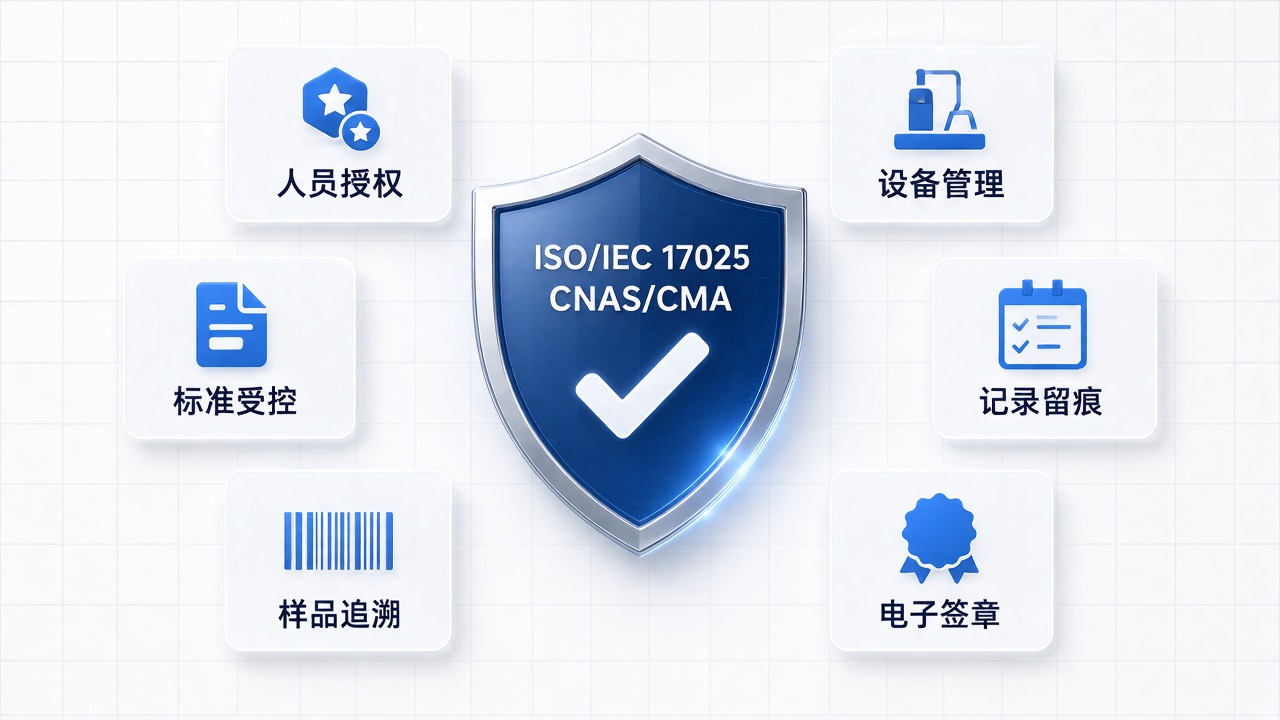 人员授权
设备管理
ISO/IEC 17025
CNAS/CMA
标准受控
记录留痕
样品追溯
电子签章